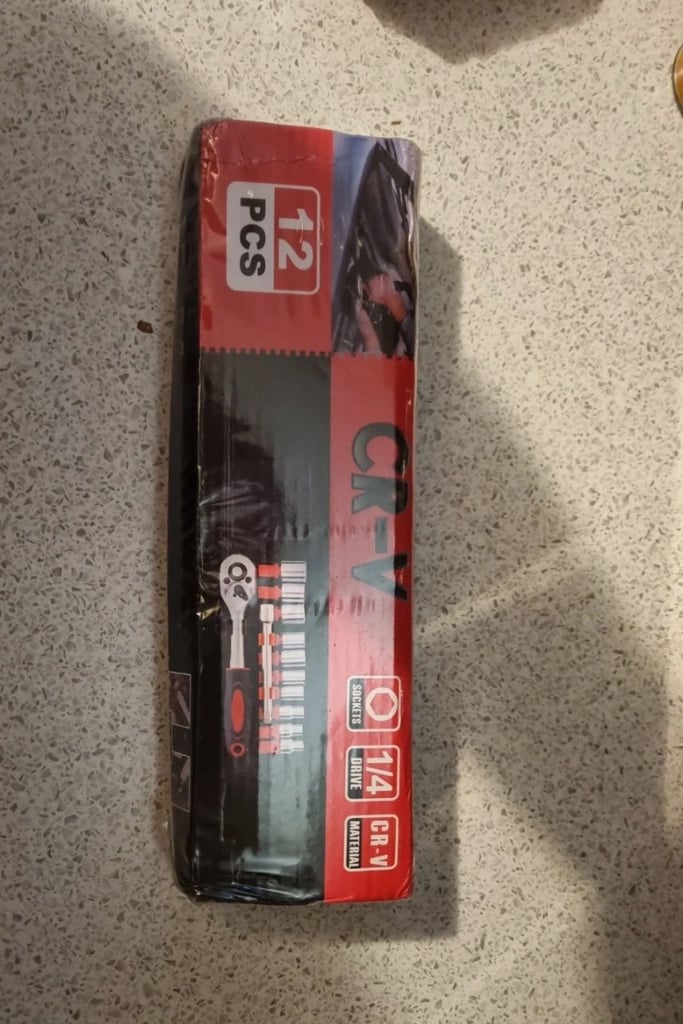 12
PCS
CR-V
SOCKETS
1/4
DRIVE
CR-V
MATERIAL